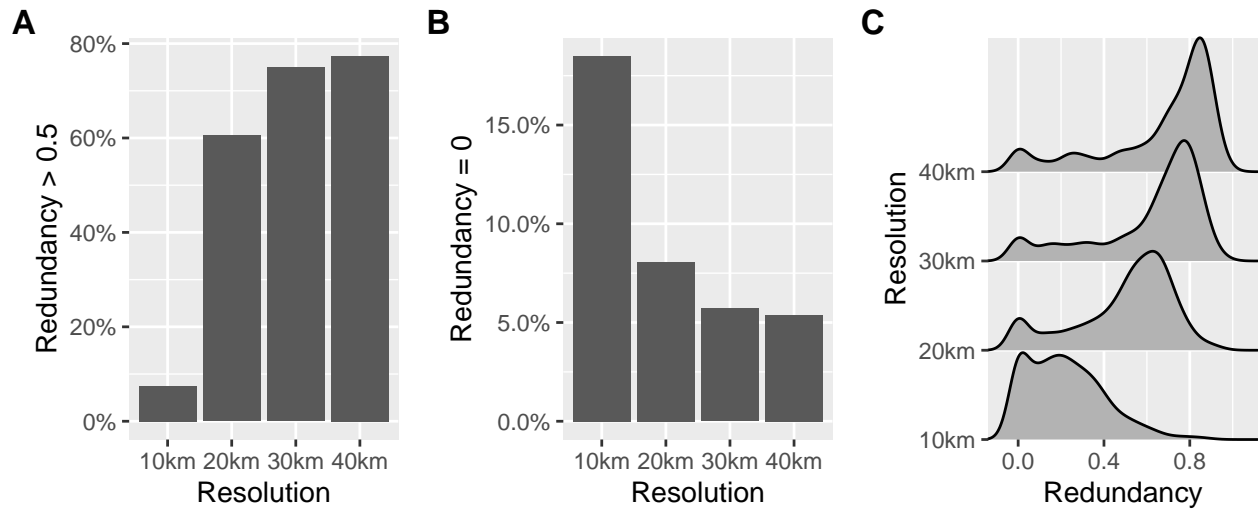 A
Redundancy > 0.5
80%
60%
40%
20%
0%
10km 20km 30km 40km
Resolution
B
Redundancy = 0
15.0%
10.0%
5.0%
0.0%
10km 20km 30km 40km
Resolution
C
Resolution
40km
30km
20km
10km
0.0 0.4 0.8
Redundancy